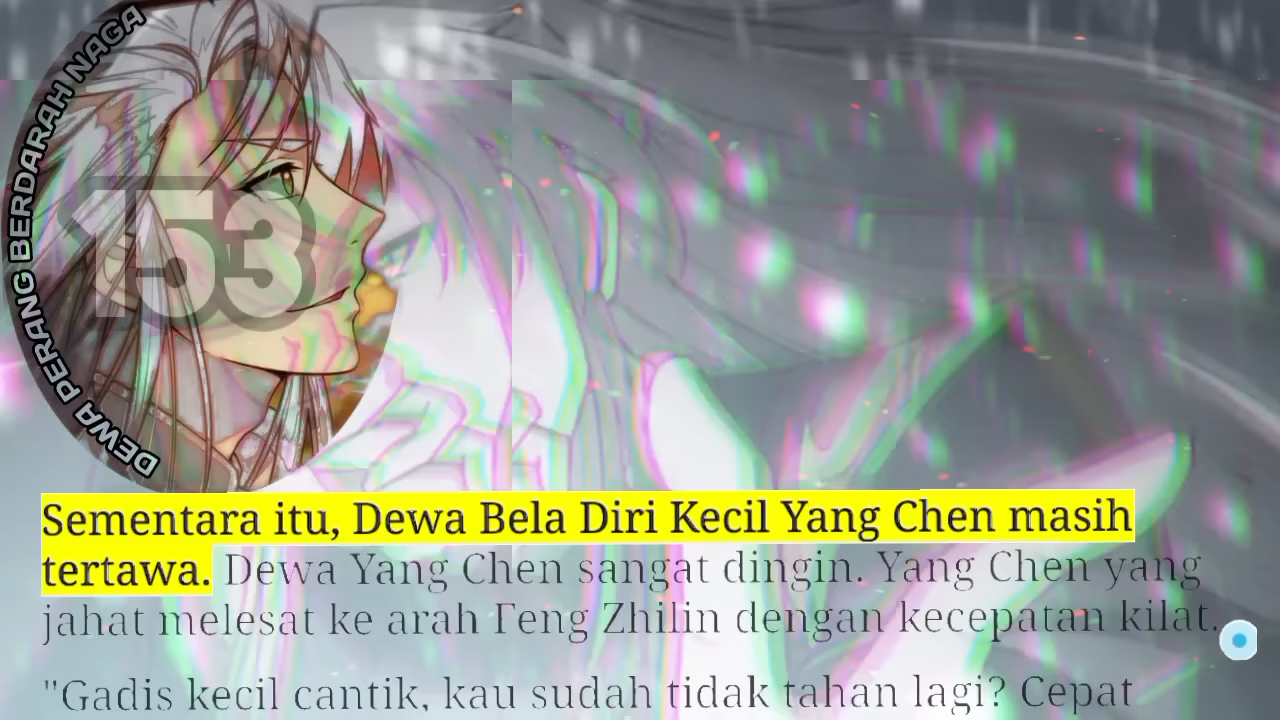 DEWA PERANG BERDARAH NAGA
153
Sementara itu, Dewa Bela Diri Kecil Yang Chen masih
tertawa. Dewa Yang Chen sangat dingin. Yang Chen yang
jahat melesat ke arah Feng Zhilin dengan kecepatan kilat.
"Gadis kecil cantik, kau sudah tidak tahan lagi? Cepat